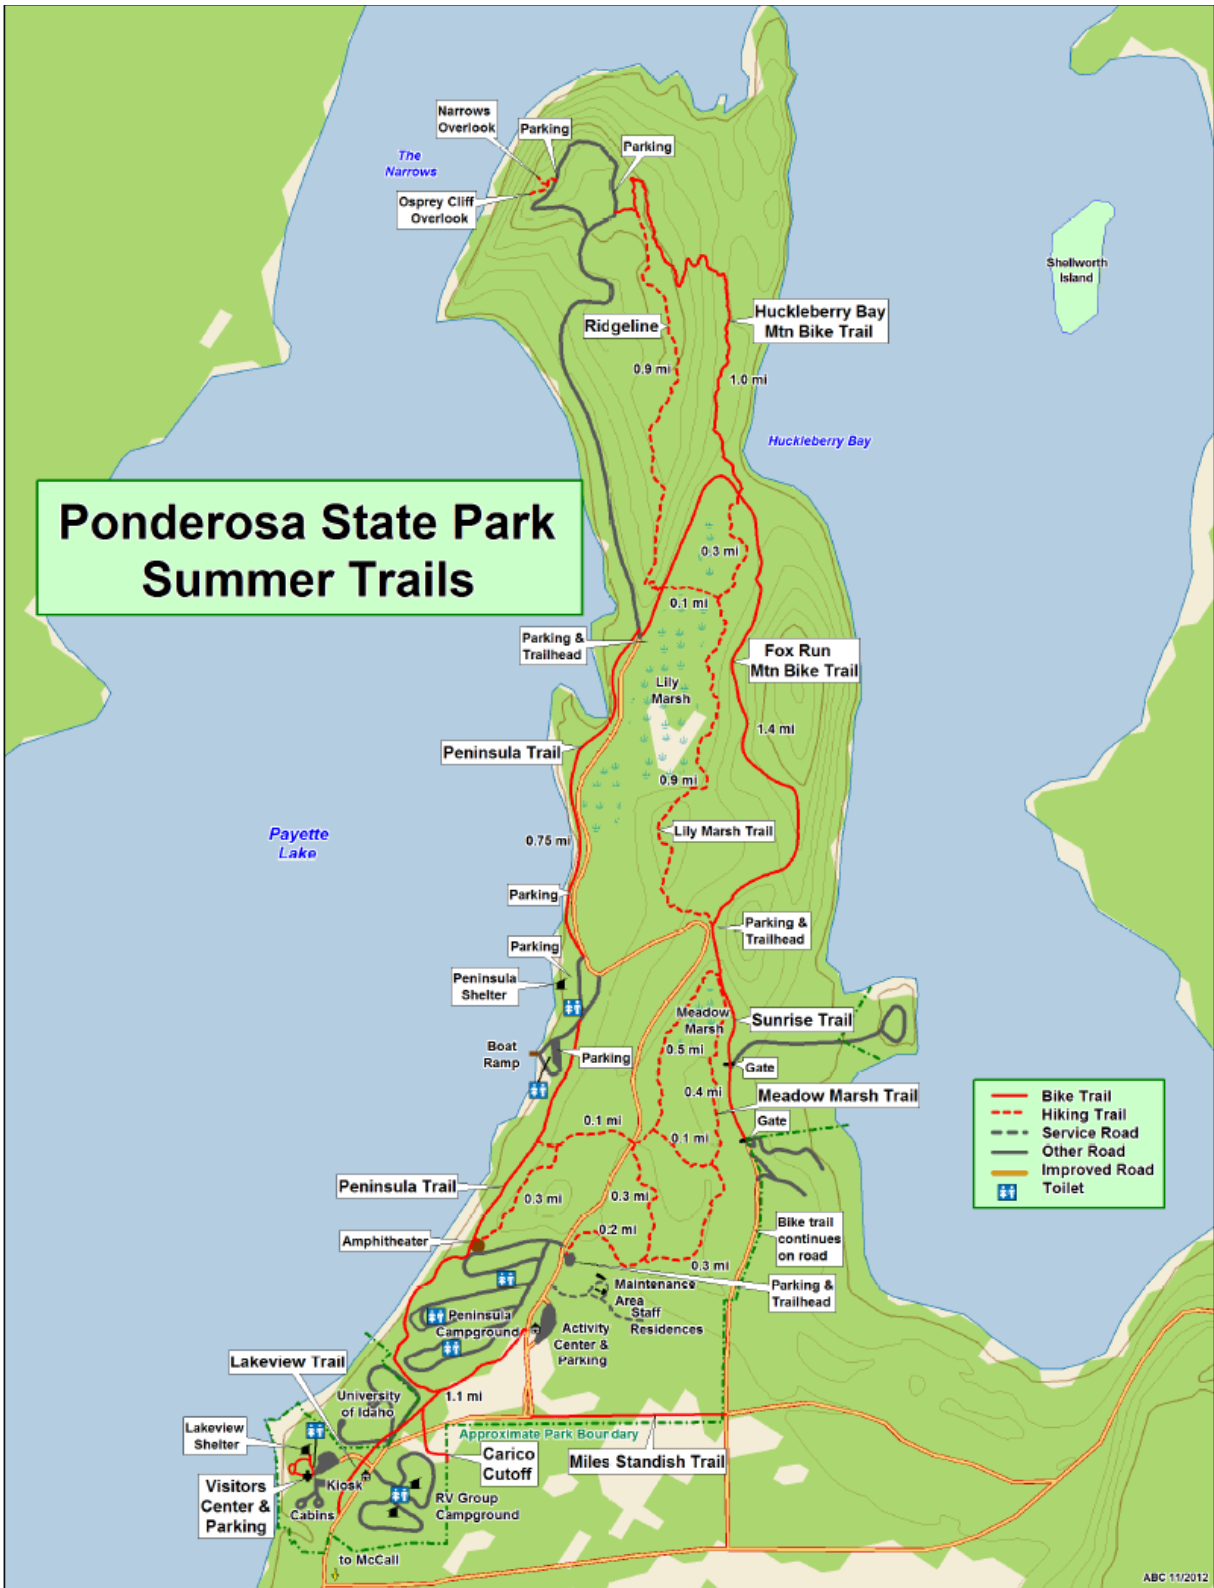 Narrows
Overlook
Parking
Parking
The
Narrows
Osprey Cliff
Overlook
Shellworth
Island
Ridgeline
Huckleberry Bay
Mtn Bike Trail
0.9 mi
1.0 mi
Huckleberry Bay
Ponderosa State Park
Summer Trails
0.3 mi
0.1 mi
Parking &
Trailhead
Fox Run
Mtn Bike Trail
Lily
Marsh
Peninsula Trail
1.4 mi
0.9 mi
Payette
Lake
0.75 mi
Lily Marsh Trail
Parking
Parking &
Trailhead
Parking
Peninsula
Shelter
Meadow
Marsh
Sunrise Trail
Boat
Ramp
Parking
0.5 mi
Gate
0.4 mi
Meadow Marsh Trail
Gate
0.1 mi
0.1 mi
Bike Trail
Hiking Trail
Service Road
Other Road
Improved Road
Toilet
Peninsula Trail
0.3 mi
0.3 mi
0.2 mi
Bike trail
continues
on road
Amphitheater
0.3 mi
Parking &
Trailhead
Maintenance
Area
Staff
Residences
Peninsula
Campground
Activity
Center &
Parking
Lakeview Trail
University
of Idaho
1.1 mi
Lakeview
Shelter
Approximate Park Boundary
Carico
Cutoff
Miles Standish Trail
Visitors
Center &
Parking
Kiosk
Cabins
RV Group
Campground
to McCall
ABC 11/2012